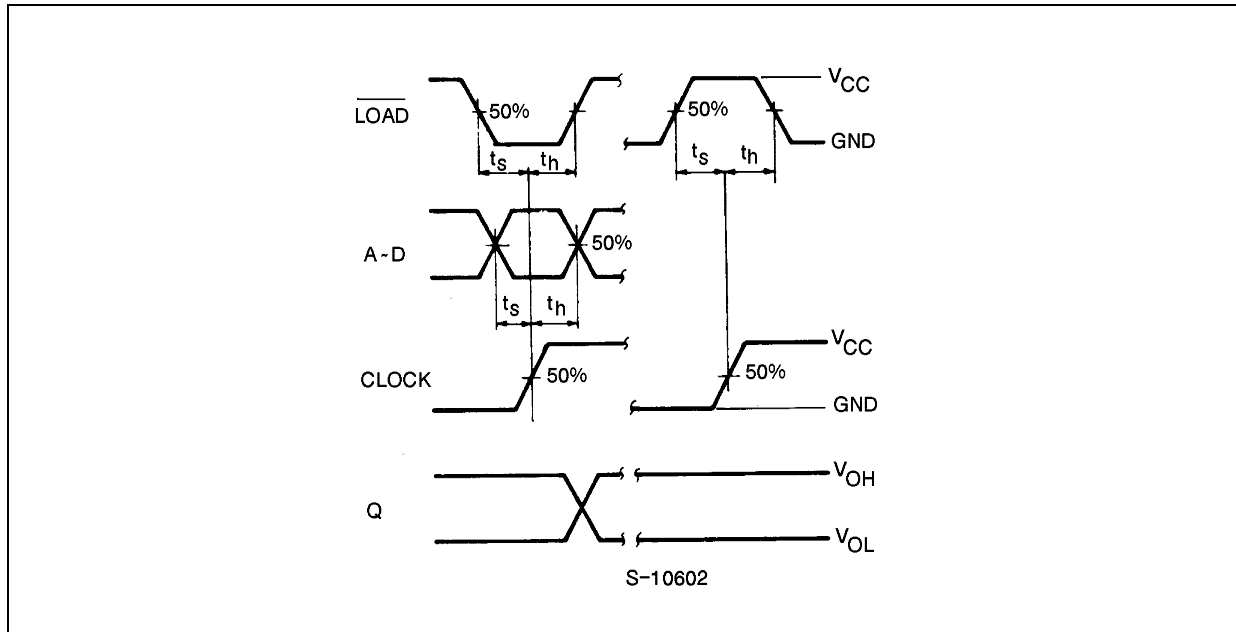 V_CC
LOAD 50% 50%
GND
t_s t_h t_s t_h
A~D 50%
t_s t_h
V_CC
CLOCK 50% 50%
GND
V_OH
Q
V_OL
S-10602